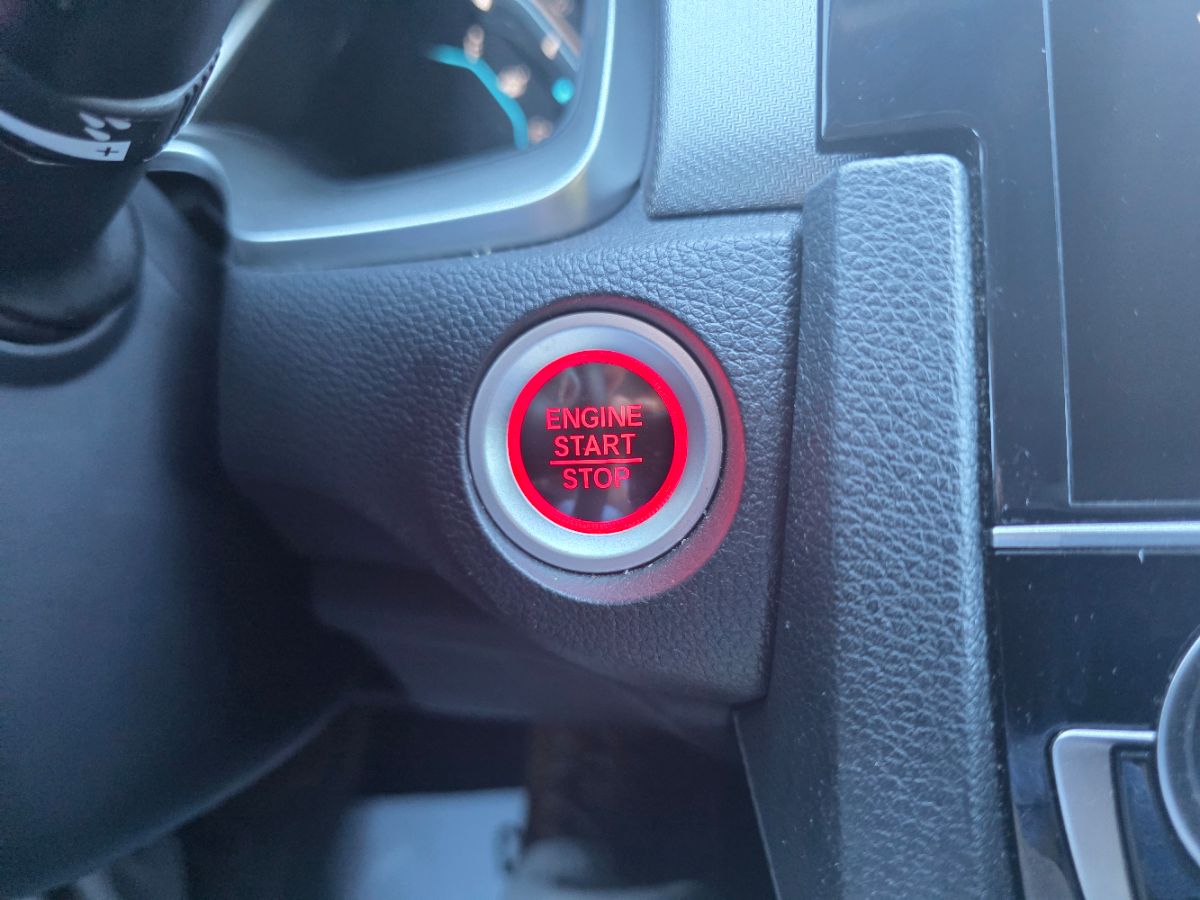 +
ENGINE
START
STOP